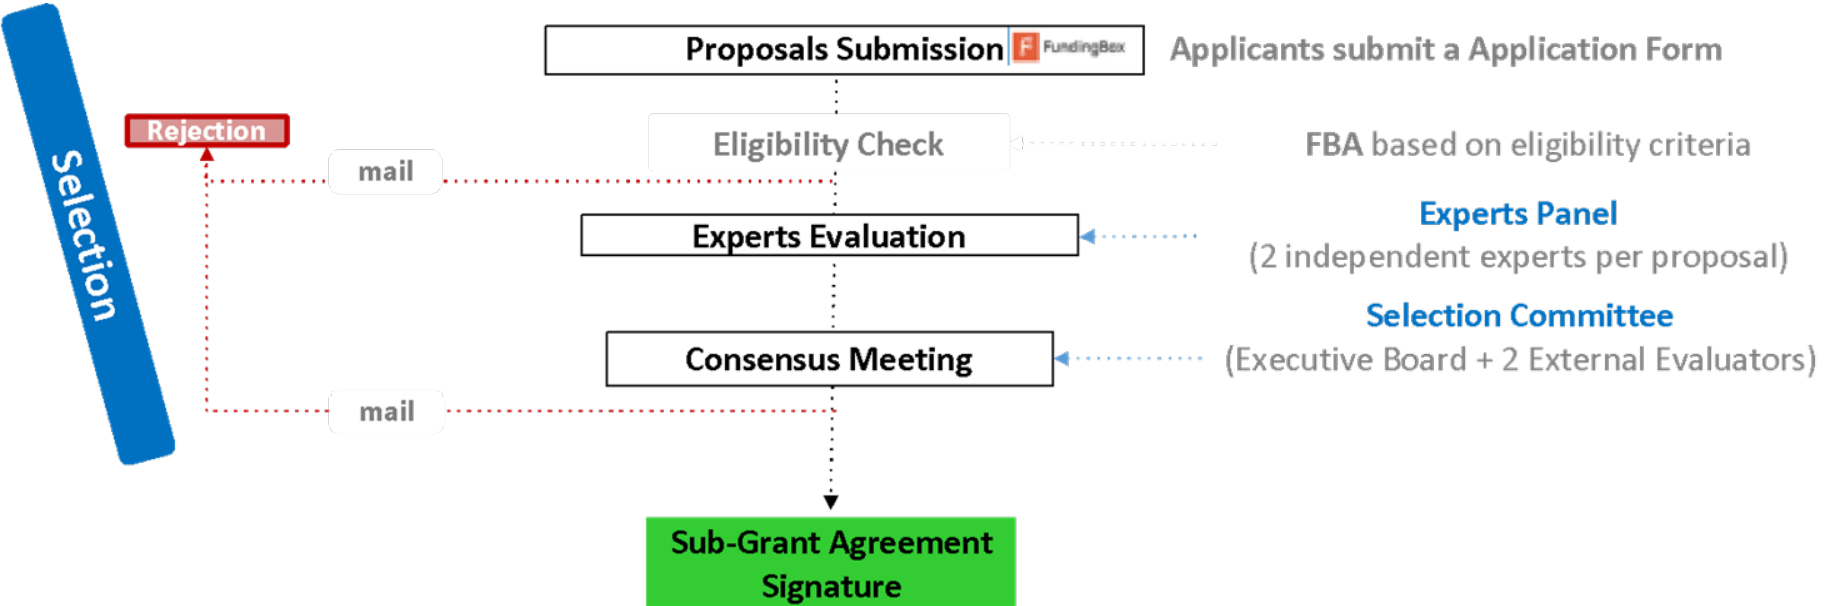 Selection
Proposals Submission
F FundingBox
Applicants submit a Application Form
Rejection
Eligibility Check
FBA based on eligibility criteria
mail
Experts Evaluation
Experts Panel
(2 independent experts per proposal)
Consensus Meeting
Selection Committee
(Executive Board + 2 External Evaluators)
mail
Sub-Grant Agreement
Signature